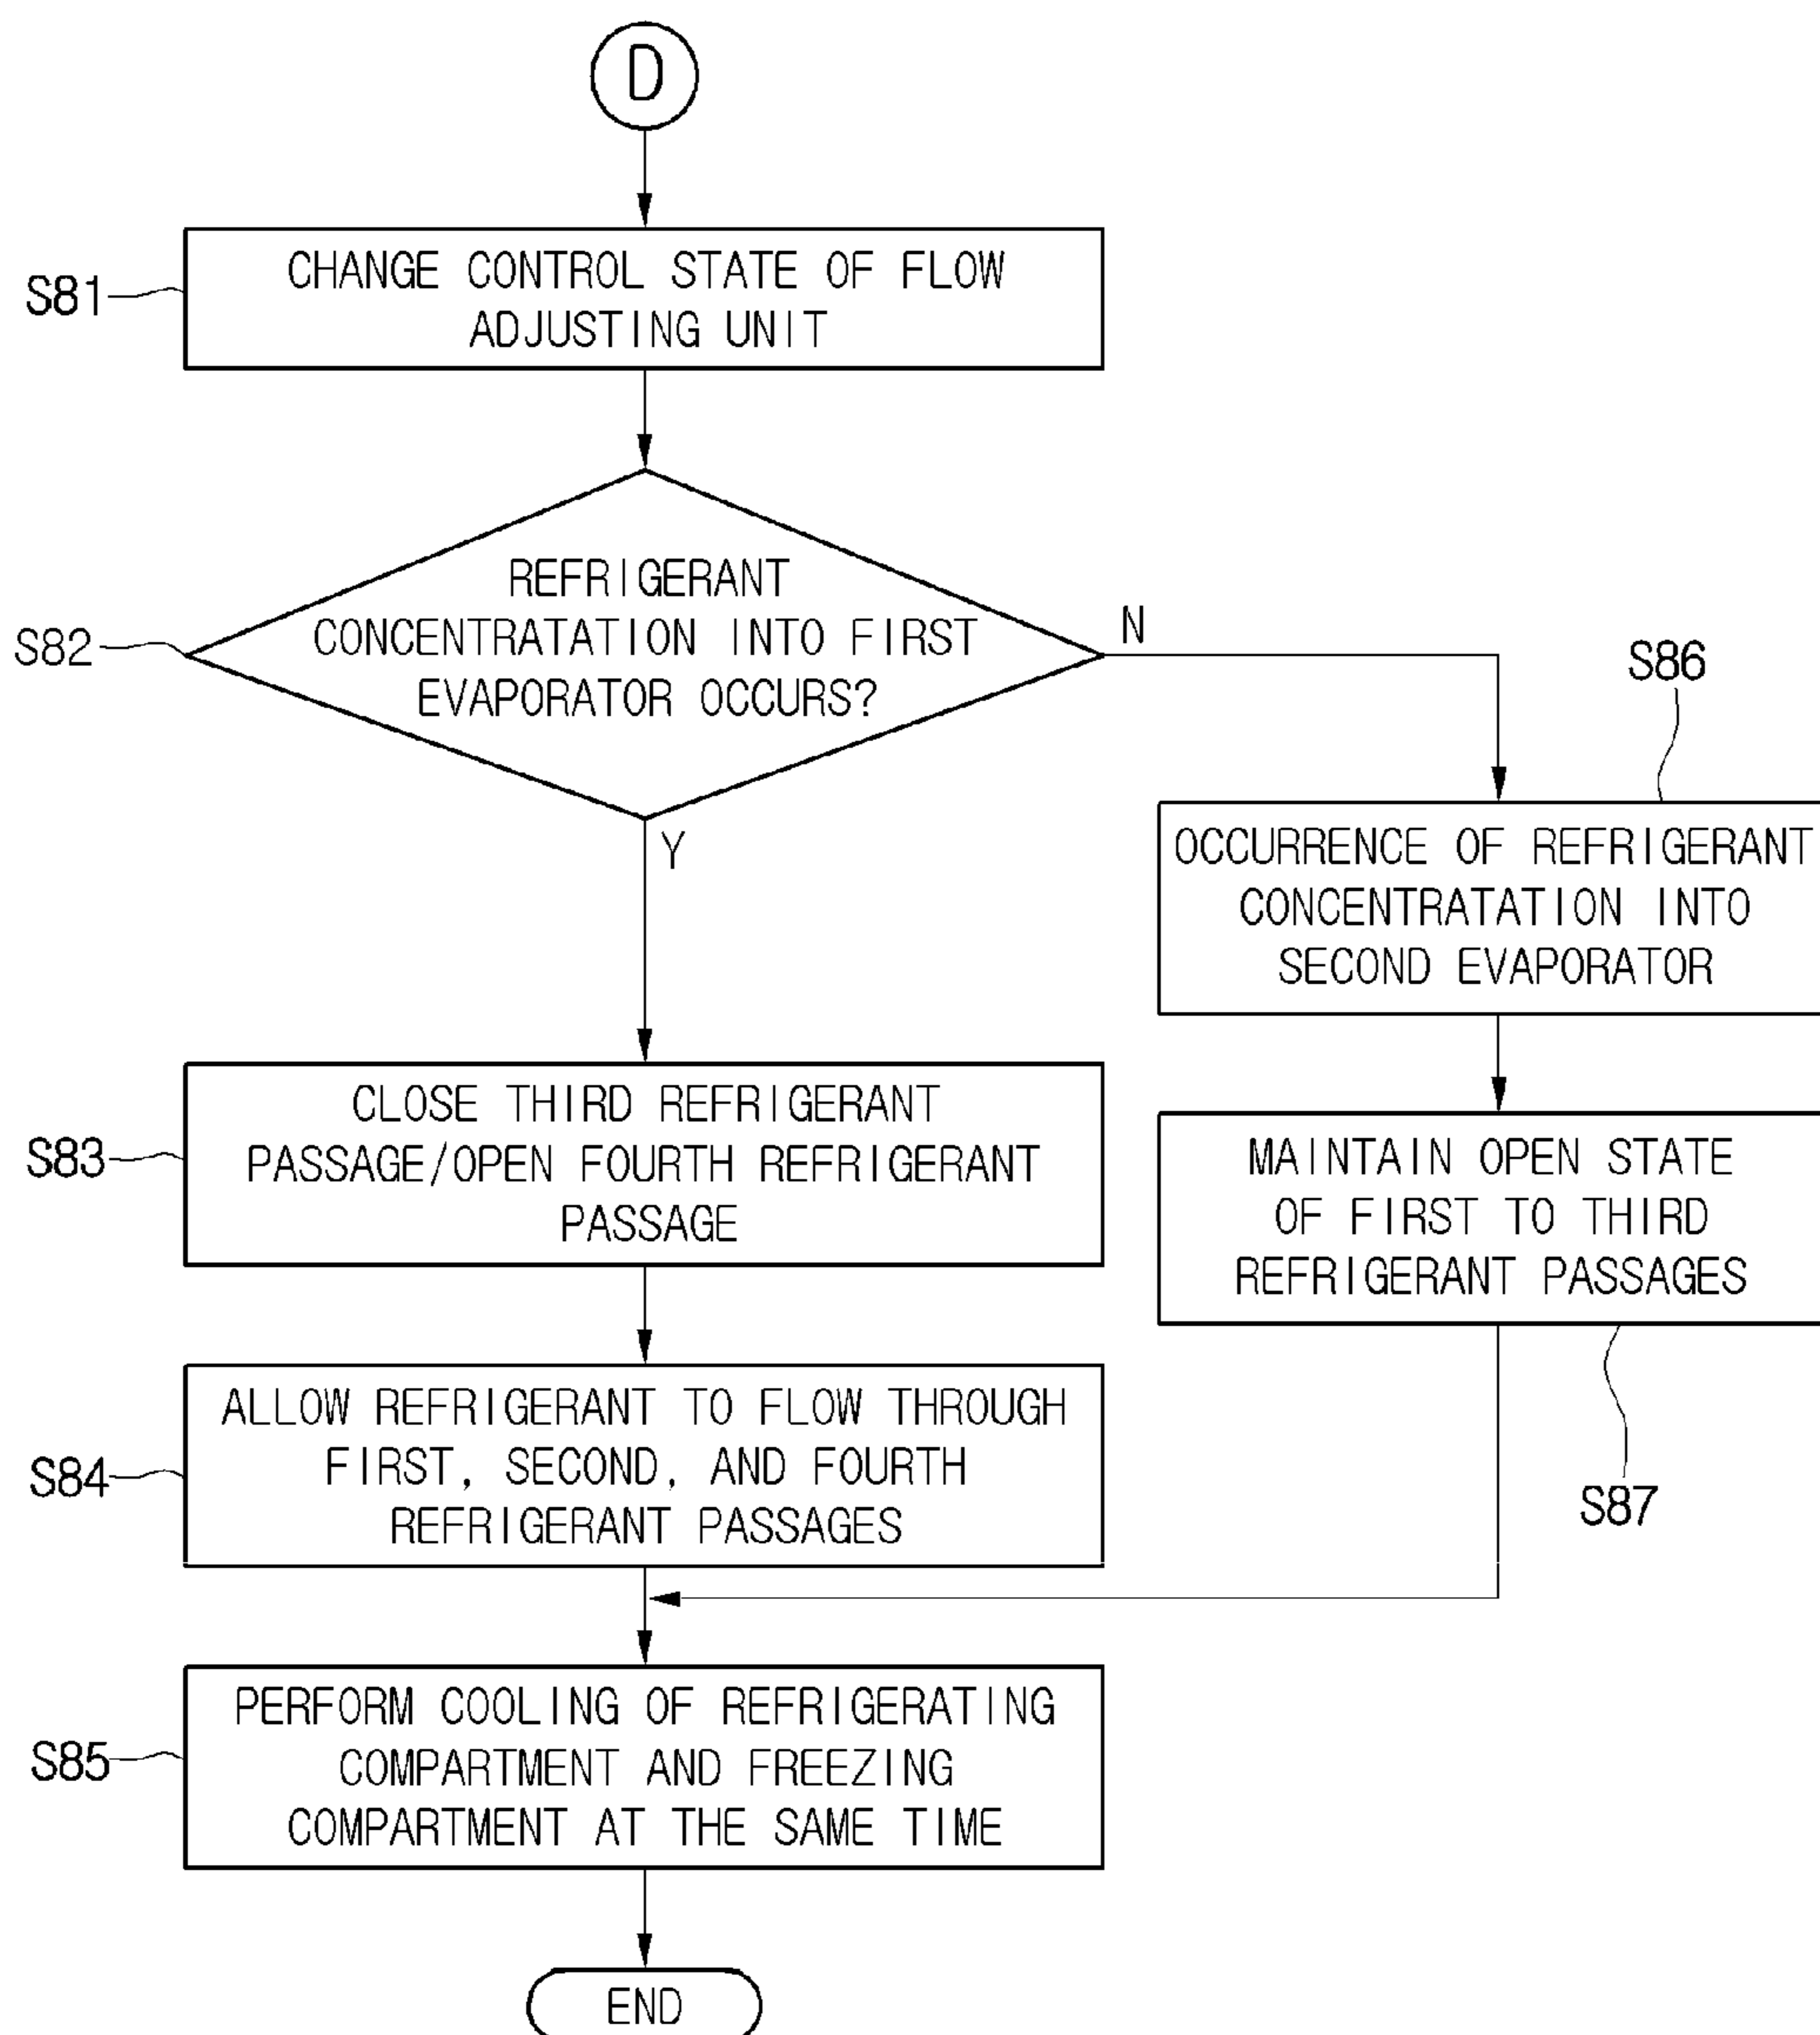 D
S81
CHANGE CONTROL STATE OF FLOW
ADJUSTING UNIT
S82
REFRIGERANT
CONCENTRATATION INTO FIRST
EVAPORATOR OCCURS?
N
Y
S86
OCCURRENCE OF REFRIGERANT
CONCENTRATATION INTO
SECOND EVAPORATOR
S83
CLOSE THIRD REFRIGERANT
PASSAGE/OPEN FOURTH REFRIGERANT
PASSAGE
MAINTAIN OPEN STATE
OF FIRST TO THIRD
REFRIGERANT PASSAGES
S87
S84
ALLOW REFRIGERANT TO FLOW THROUGH
FIRST, SECOND, AND FOURTH
REFRIGERANT PASSAGES
S85
PERFORM COOLING OF REFRIGERATING
COMPARTMENT AND FREEZING
COMPARTMENT AT THE SAME TIME
END